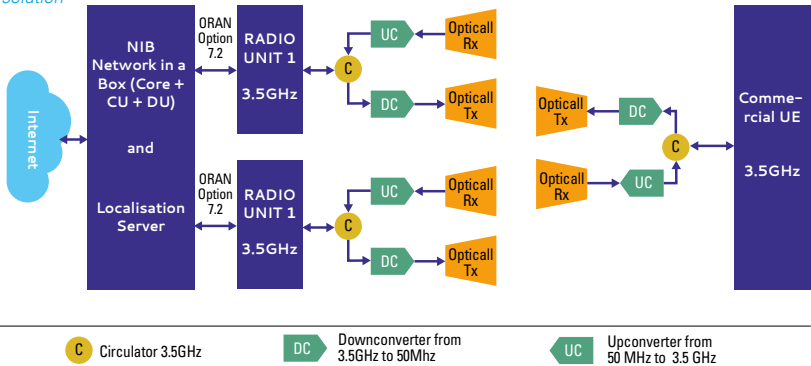 solution
Internet
NIB
Network in a
Box (Core +
CU + DU)
and
Localisation
Server
ORAN
Option
7.2
RADIO
UNIT 1
3.5GHz
UC
Opticall
Rx
C
DC
Opticall
Tx
ORAN
Option
7.2
RADIO
UNIT 1
3.5GHz
UC
Opticall
Rx
C
DC
Opticall
Tx
Opticall
Tx
DC
C
Opticall
Rx
UC
Comme-
rcial UE
3.5GHz
C Circulator 3.5GHz
DC Downconverter from
3.5GHz to 50Mhz
UC Upconverter from
50 MHz to 3.5 GHz